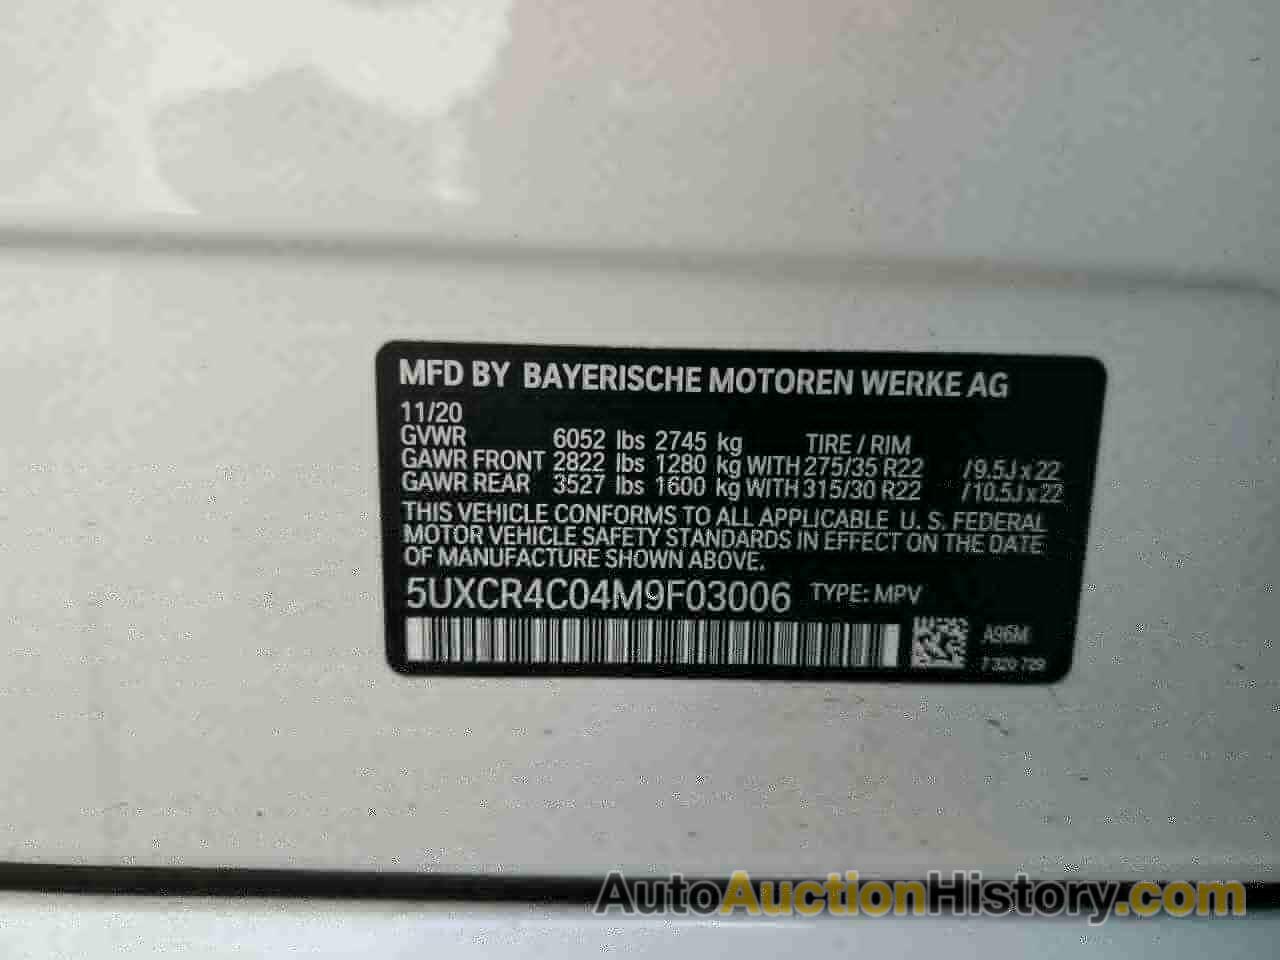 MFD BY BAYERISCHE MOTOREN WERKE AG
11/20
GVWR 6052 lbs 2745 kg TIRE / RIM
GAWR FRONT 2822 lbs 1280 kg WITH 275/35 R22 /9.5J x 22
GAWR REAR 3527 lbs 1600 kg WITH 315/30 R22 /10.5J x 22
THIS VEHICLE CONFORMS TO ALL APPLICABLE U. S. FEDERAL
MOTOR VEHICLE SAFETY STANDARDS IN EFFECT ON THE DATE
OF MANUFACTURE SHOWN ABOVE.
5UXCR4C04M9F03006 TYPE: MPV
A96M
7 320 729
AutoAuctionHistory.com